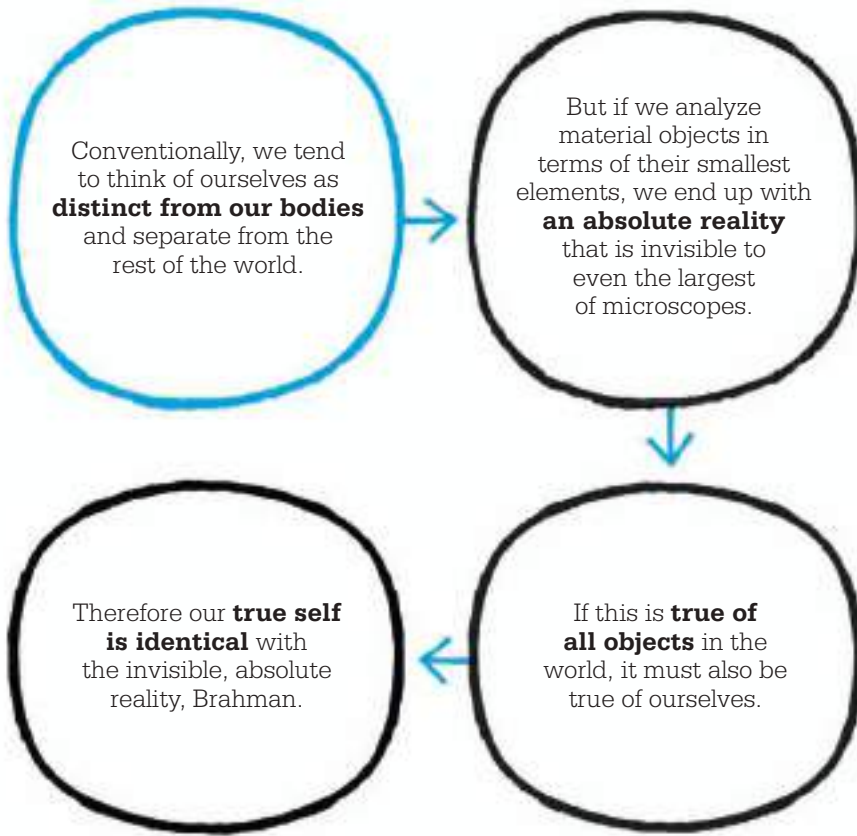 Conventionally, we tend
to think of ourselves as
distinct from our bodies
and separate from the
rest of the world.
But if we analyze
material objects in
terms of their smallest
elements, we end up with
an absolute reality
that is invisible to
even the largest
of microscopes.
If this is true of
all objects in the
world, it must also be
true of ourselves.
Therefore our true self
is identical with
the invisible, absolute
reality, Brahman.